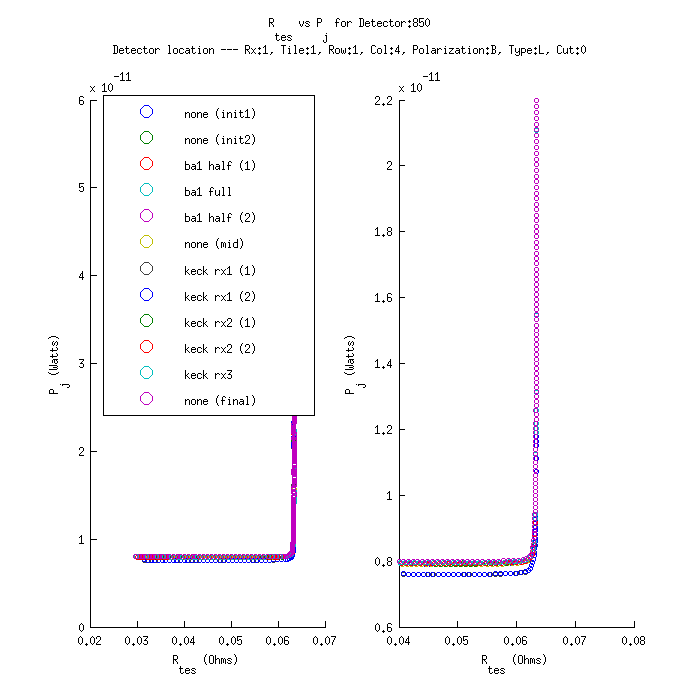 R    vs P  for Detector:850
tes    j
Detector location --- Rx:1, Tile:1, Row:1, Col:4, Polarization:B, Type:L, Cut:0
x 10^-11
6
5
4
3
2
1
0
P_j (Watts)
0.02 0.03 0.04 0.05 0.06 0.07
R_tes (Ohms)
none (init1)
none (init2)
ba1 half (1)
ba1 full
ba1 half (2)
none (mid)
keck rx1 (1)
keck rx1 (2)
keck rx2 (1)
keck rx2 (2)
keck rx3
none (final)
x 10^-11
2.2
2
1.8
1.6
1.4
1.2
1
0.8
0.6
P_j (Watts)
0.04 0.05 0.06 0.07 0.08
R_tes (Ohms)